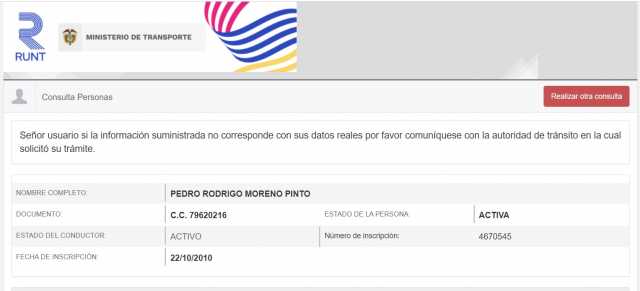 RUNT
MINISTERIO DE TRANSPORTE
Consulta Personas
Realizar otra consulta
Señor usuario si la información suministrada no corresponde con sus datos reales por favor comuníquese con la autoridad de tránsito en la cual
solicitó su trámite.
NOMBRE COMPLETO: PEDRO RODRIGO MORENO PINTO
DOCUMENTO: C.C. 79620216 ESTADO DE LA PERSONA: ACTIVA
ESTADO DEL CONDUCTOR: ACTIVO Número de inscripción: 4670545
FECHA DE INSCRIPCIÓN: 22/10/2010